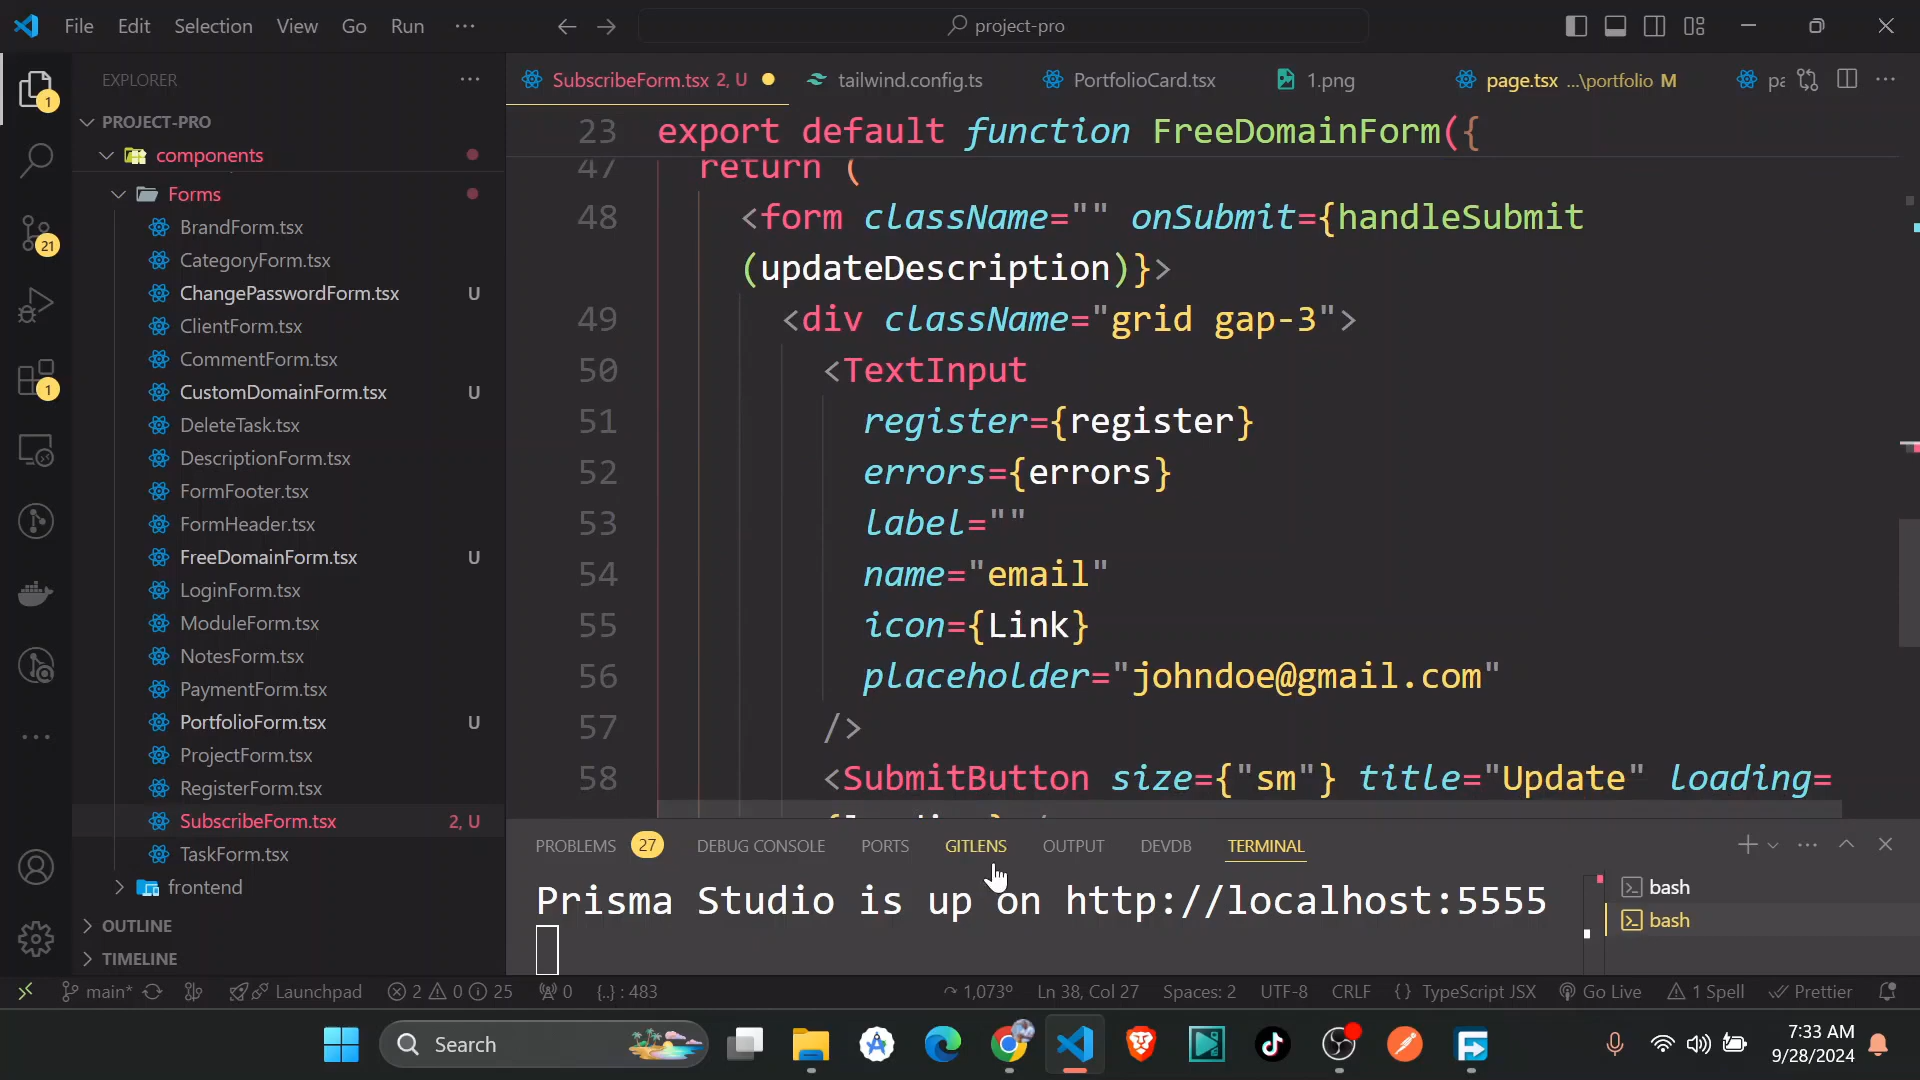 File Edit Selection View Go Run ···
project-pro
EXPLORER
SubscribeForm.tsx 2, U
tailwind.config.ts
PortfolioCard.tsx
1.png
page.tsx ...\portfolio M
pa
PROJECT-PRO
components
Forms
BrandForm.tsx
CategoryForm.tsx
ChangePasswordForm.tsx U
ClientForm.tsx
CommentForm.tsx
CustomDomainForm.tsx U
DeleteTask.tsx
DescriptionForm.tsx
FormFooter.tsx
FormHeader.tsx
FreeDomainForm.tsx U
LoginForm.tsx
ModuleForm.tsx
NotesForm.tsx
PaymentForm.tsx
PortfolioForm.tsx U
ProjectForm.tsx
RegisterForm.tsx
SubscribeForm.tsx 2, U
TaskForm.tsx
frontend
OUTLINE
TIMELINE
1
21
1
23 export default function FreeDomainForm({
47 return (
48 <form className="" onSubmit={handleSubmit
(updateDescription)}>
49 <div className="grid gap-3">
50 <TextInput
51 register={register}
52 errors={errors}
53 label=""
54 name="email"
55 icon={Link}
56 placeholder="johndoe@gmail.com"
57 />
58 <SubmitButton size={"sm"} title="Update" loading=
PROBLEMS 27 DEBUG CONSOLE PORTS GITLENS OUTPUT DEVDB TERMINAL
Prisma Studio is up on http://localhost:5555
bash
bash
main* Launchpad 2 0 25 0 {..} : 483
1,073° Ln 38, Col 27 Spaces: 2 UTF-8 CRLF {} TypeScript JSX Go Live 1 Spell Prettier
Search
7:33 AM
9/28/2024